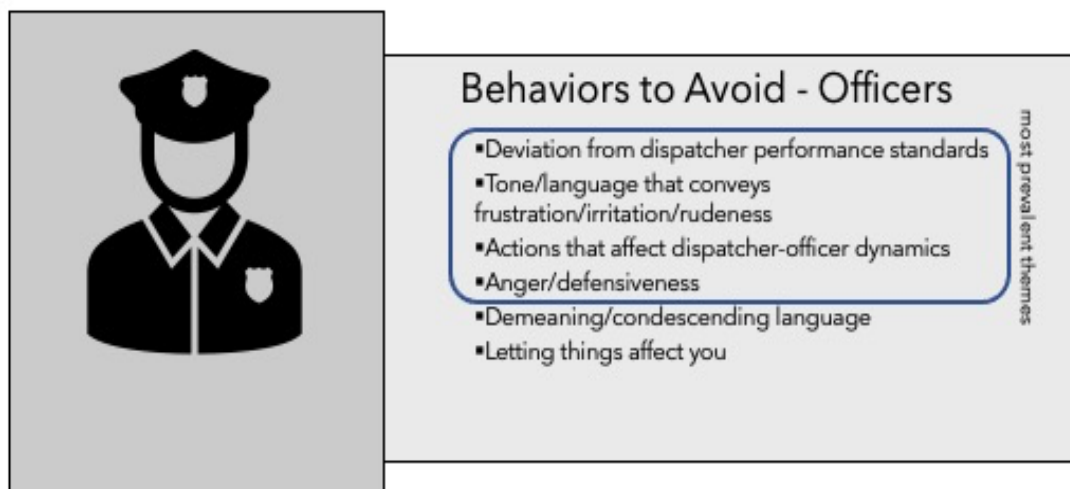 Behaviors to Avoid - Officers
▪Deviation from dispatcher performance standards
▪Tone/language that conveys
frustration/irritation/rudeness
▪Actions that affect dispatcher-officer dynamics
▪Anger/defensiveness
▪Demeaning/condescending language
▪Letting things affect you
most prevalent themes